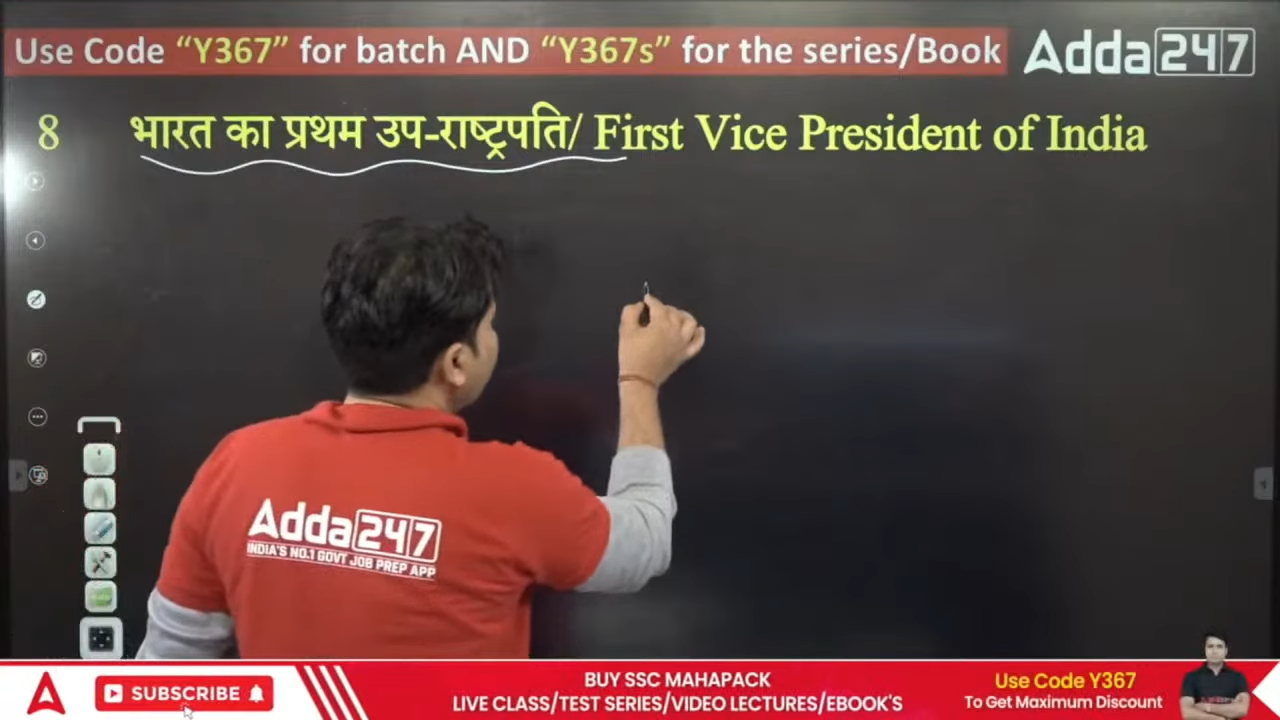 Use Code “Y367” for batch AND “Y367s” for the series/Book
Adda247
8 भारत का प्रथम उप-राष्ट्रपति/ First Vice President of India
Adda247
INDIA'S NO.1 GOVT JOB PREP APP
SUBSCRIBE
BUY SSC MAHAPACK
LIVE CLASS/TEST SERIES/VIDEO LECTURES/EBOOK'S
Use Code Y367
To Get Maximum Discount